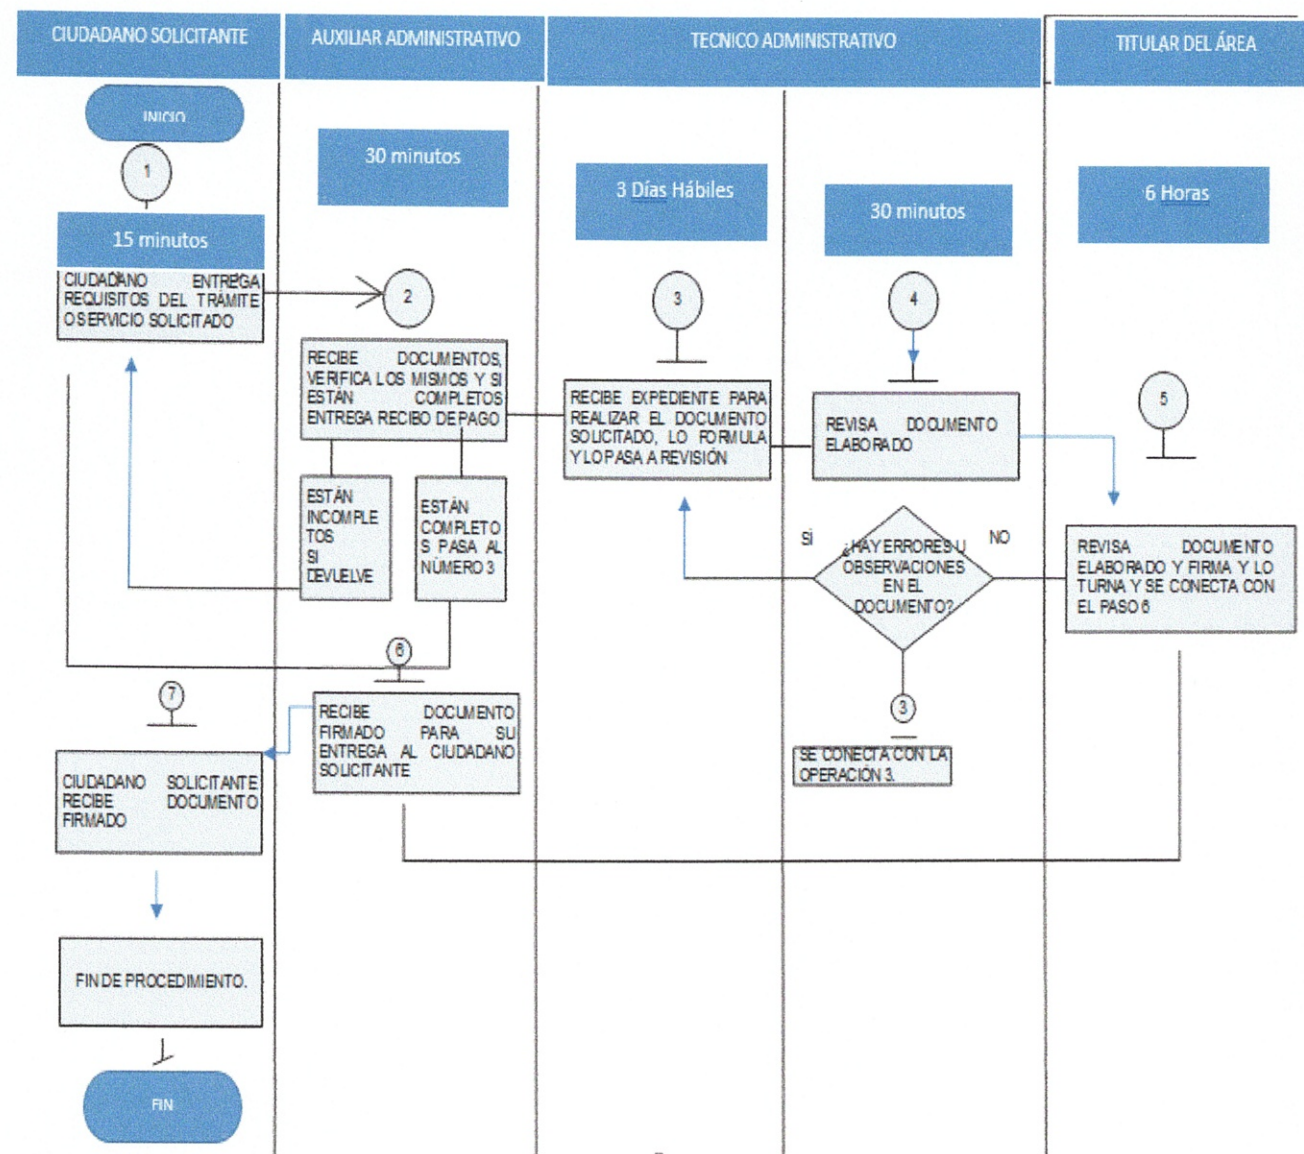 CIUDADANO SOLICITANTE
AUXILIAR ADMINISTRATIVO
TECNICO ADMINISTRATIVO
TITULAR DEL ÁREA
INICIO
1
15 minutos
CIUDADANO ENTREGA
REQUISITOS DEL TRÁMITE
O SERVICIO SOLICITADO
30 minutos
2
RECIBE DOCUMENTOS,
VERIFICA LOS MISMOS Y SI
ESTÁN COMPLETOS
ENTREGA RECIBO DE PAGO
ESTÁN
INCOMPLE
TOS
SI
DEVUELVE
ESTÁN
COMPLETO
S PASA AL
NÚMERO 3
3 Días Hábiles
3
RECIBE EXPEDIENTE PARA
REALIZAR EL DOCUMENTO
SOLICITADO, LO FORMULA
Y LO PASA A REVISIÓN
30 minutos
4
REVISA DOCUMENTO
ELABORADO
SÍ
¿HAY ERRORES U
OBSERVACIONES
EN EL
DOCUMENTO?
NO
3
SE CONECTA CON LA
OPERACIÓN 3.
6 Horas
5
REVISA DOCUMENTO
ELABORADO Y FIRMA Y LO
TURNA Y SE CONECTA CON
EL PASO 6
6
RECIBE DOCUMENTO
FIRMADO PARA SU
ENTREGA AL CIUDADANO
SOLICITANTE
7
CIUDADANO SOLICITANTE
RECIBE DOCUMENTO
FIRMADO
FIN DE PROCEDIMIENTO.
FIN